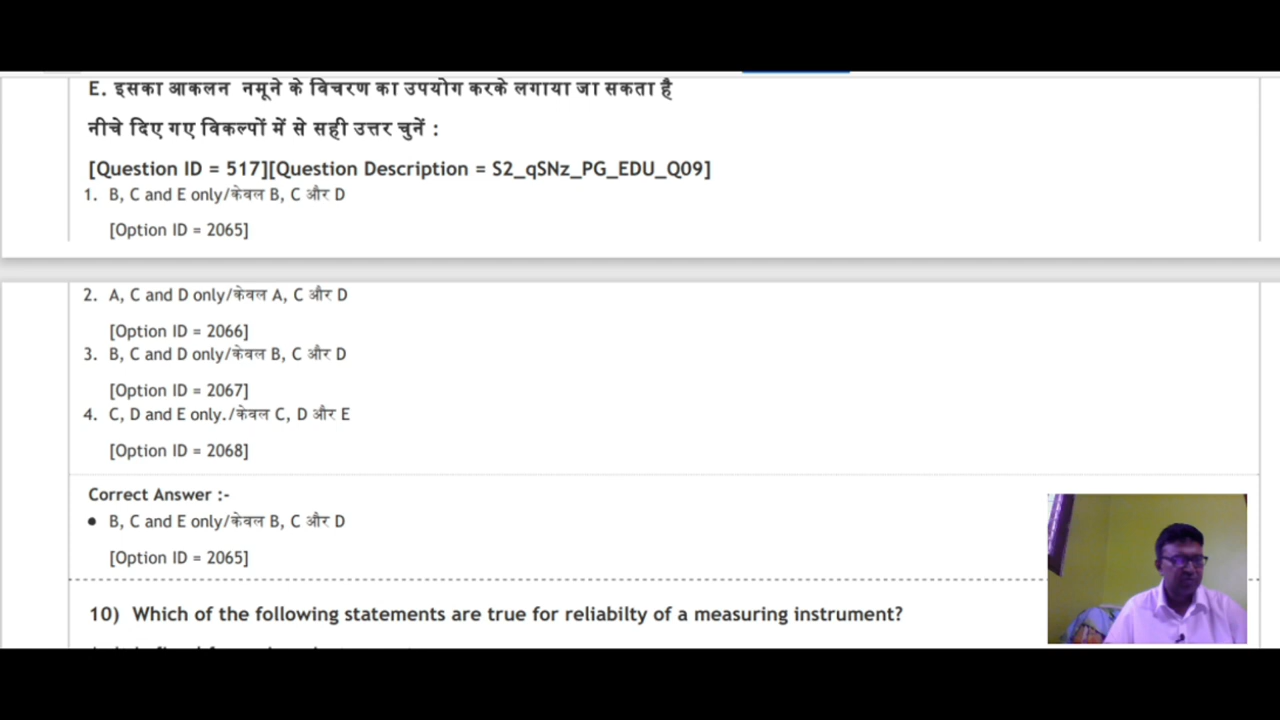 E. इसका आकलन नमूने के विचरण का उपयोग करके लगाया जा सकता है
नीचे दिए गए विकल्पों में से सही उत्तर चुनें :
[Question ID = 517][Question Description = S2_qSNz_PG_EDU_Q09]
1. B, C and E only/केवल B, C और D
[Option ID = 2065]
2. A, C and D only/केवल A, C और D
[Option ID = 2066]
3. B, C and D only/केवल B, C और D
[Option ID = 2067]
4. C, D and E only./केवल C, D और E
[Option ID = 2068]
Correct Answer :-
• B, C and E only/केवल B, C और D
[Option ID = 2065]
10) Which of the following statements are true for reliabilty of a measuring instrument?